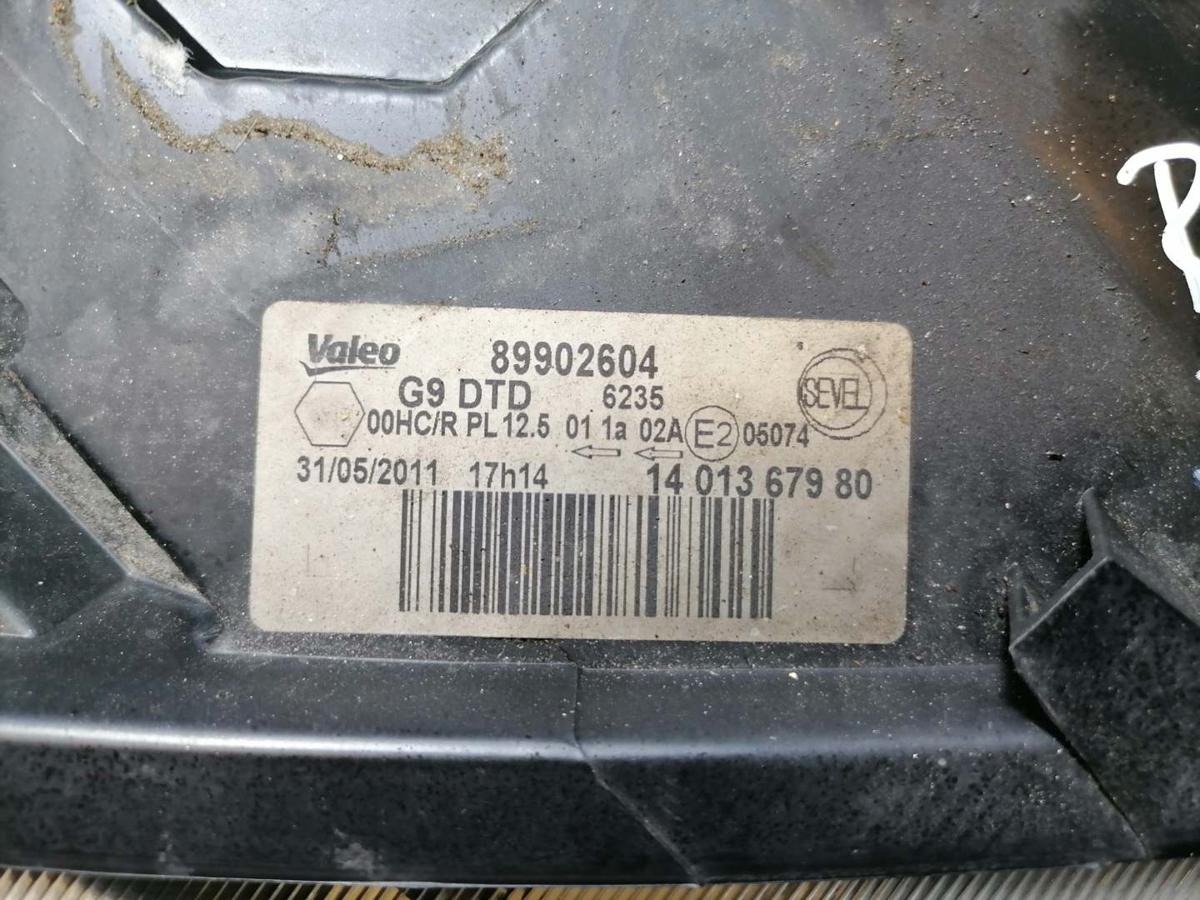 Valeo 89902604
G9 DTD 6235 SEVEL
00HC/R PL 12.5 01 1a 02A E2 05074
31/05/2011 17h14 14 013 679 80